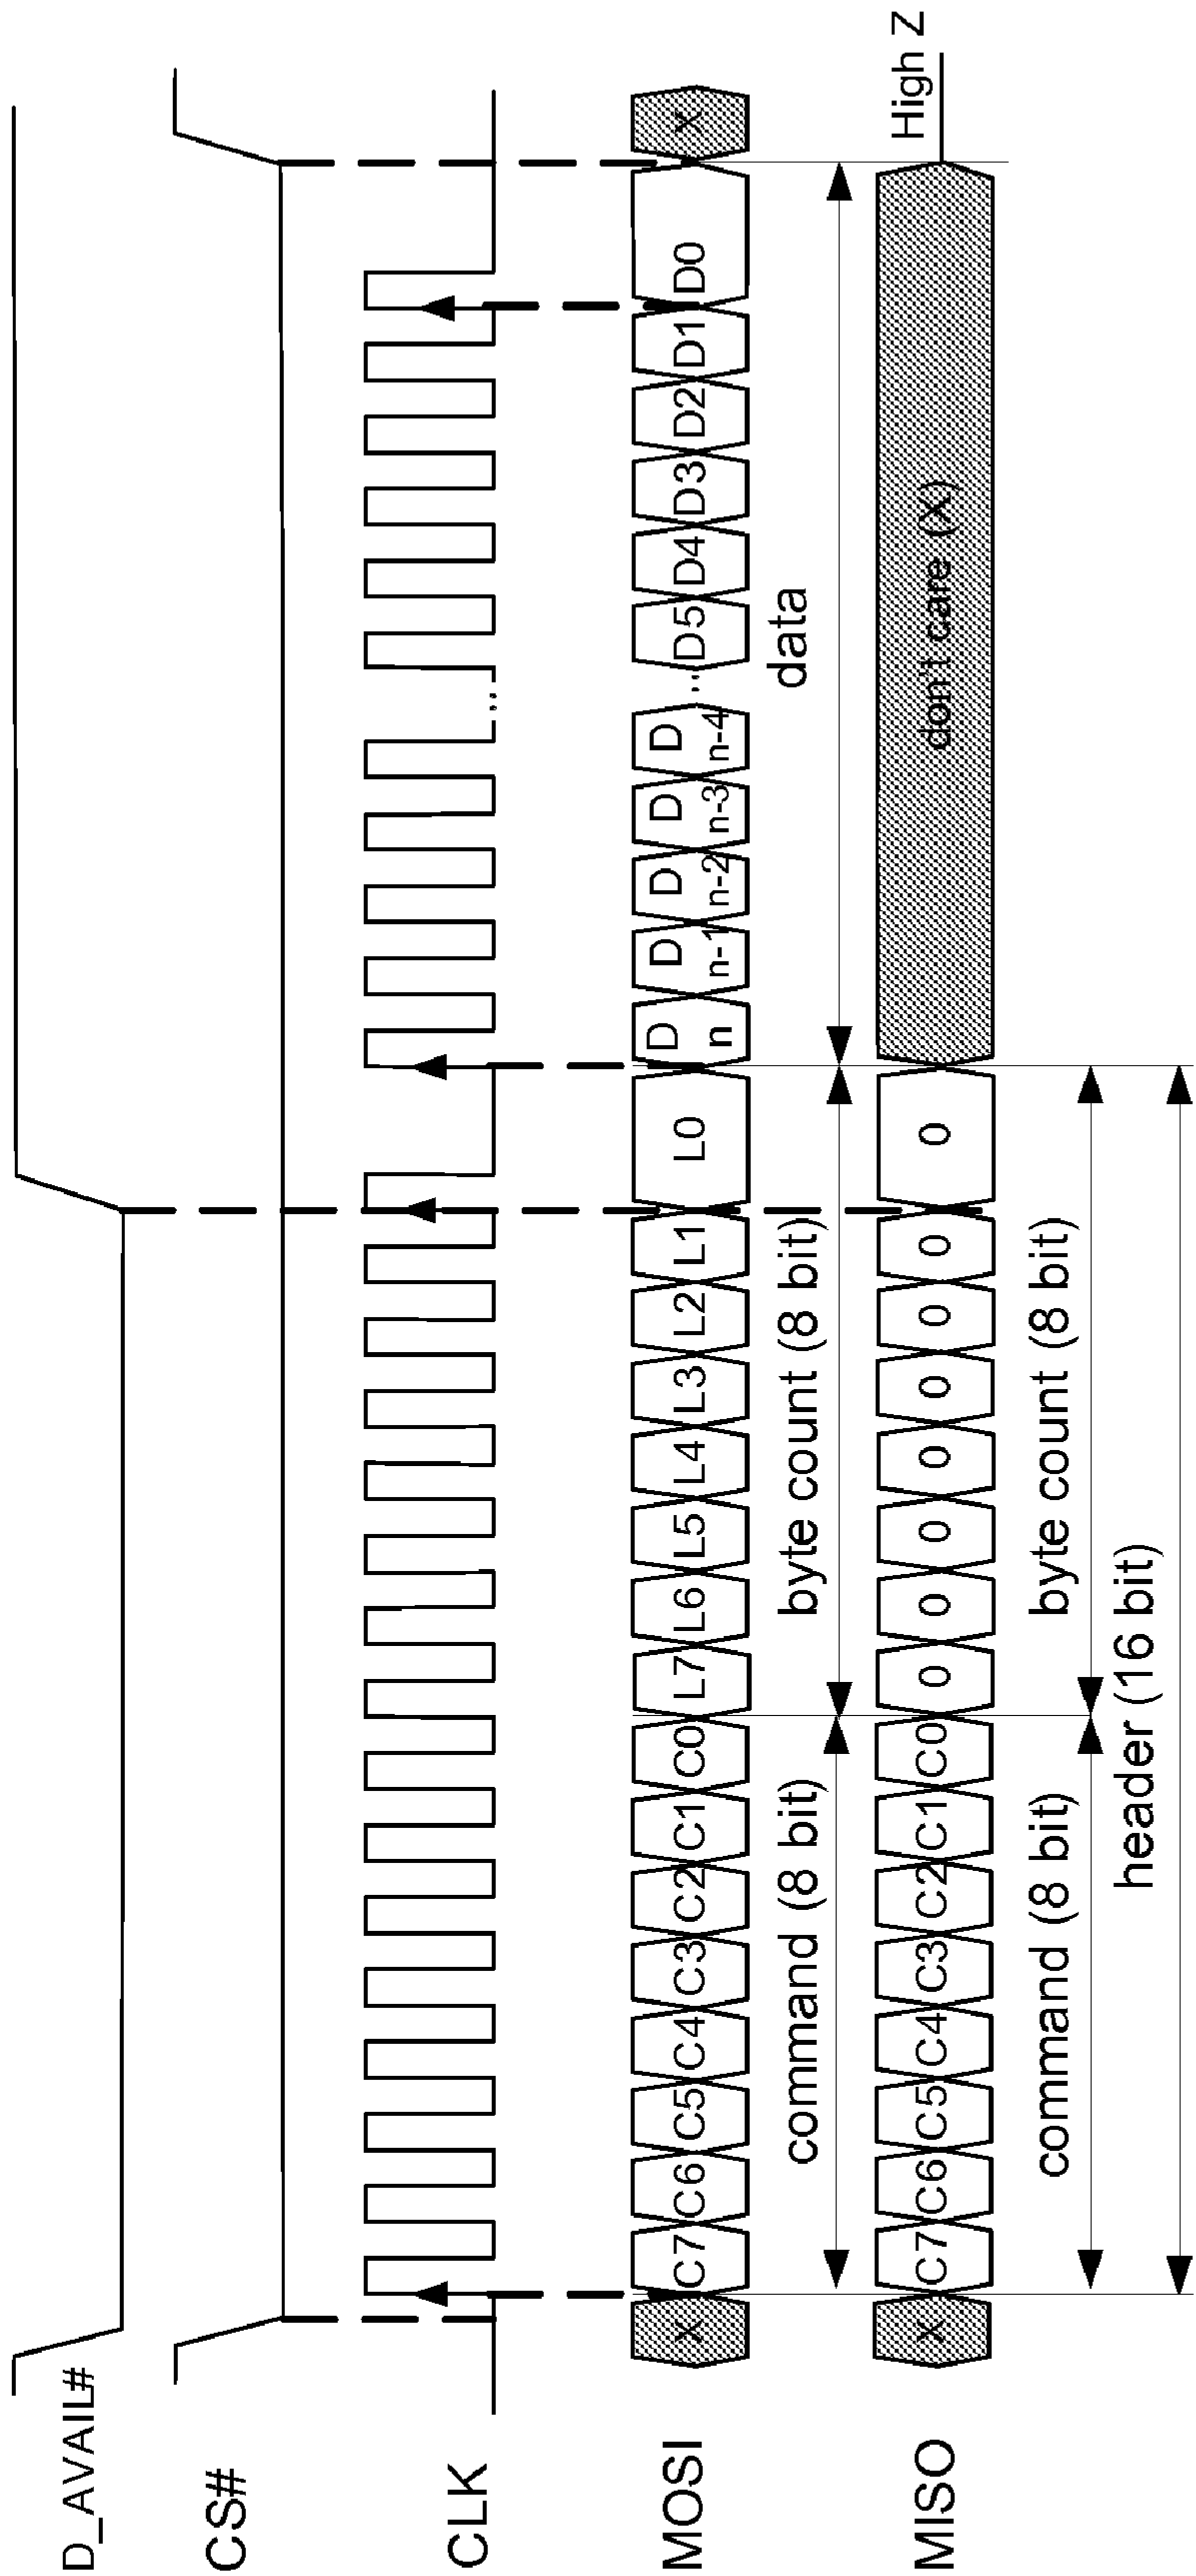 D_AVAIL#
CS#
CLK
...
MOSI
X C7 C6 C5 C4 C3 C2 C1 C0 L7 L6 L5 L4 L3 L2 L1 L0 D n D n-1 D n-2 D n-3 D n-4 ... D5 D4 D3 D2 D1 D0 X
command (8 bit) byte count (8 bit) data
MISO
X C7 C6 C5 C4 C3 C2 C1 C0 0 0 0 0 0 0 0 0 don't care (X) High Z
command (8 bit) byte count (8 bit)
header (16 bit)